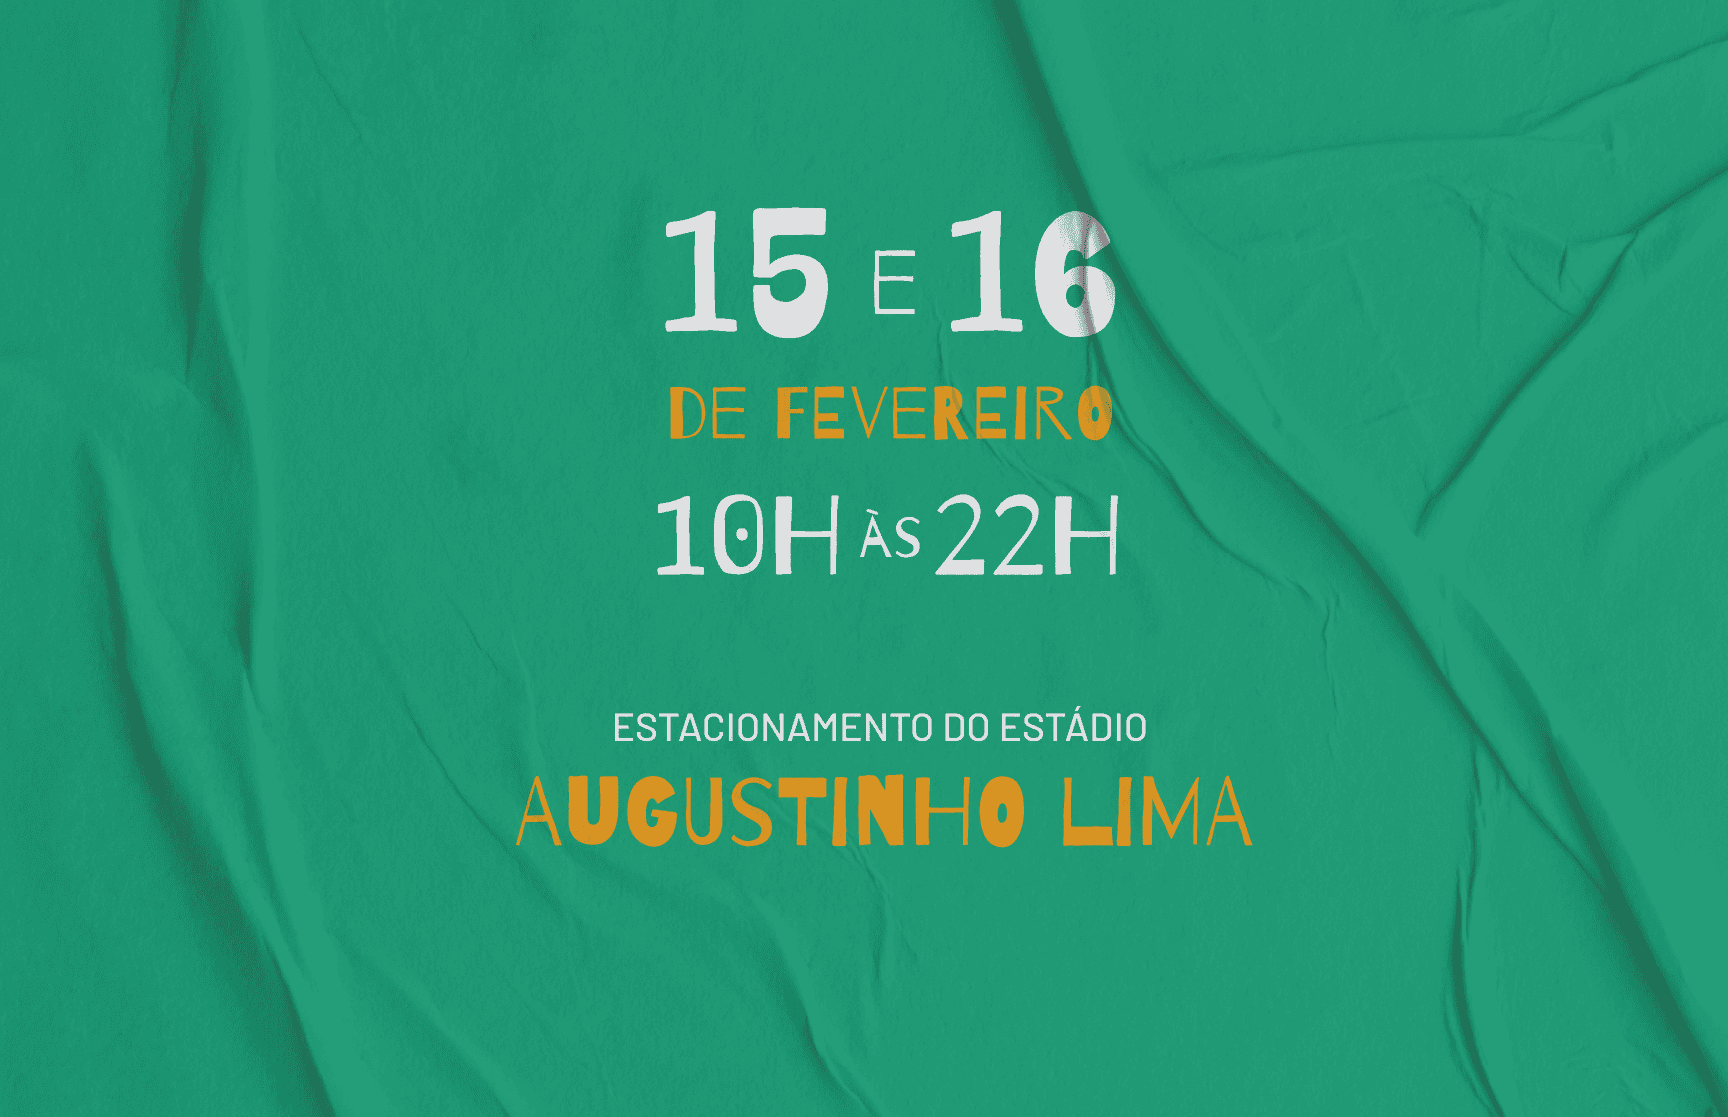 15 E 16
DE FEVEREIRO
10H ÀS 22H
ESTACIONAMENTO DO ESTÁDIO
AUGUSTINHO LIMA